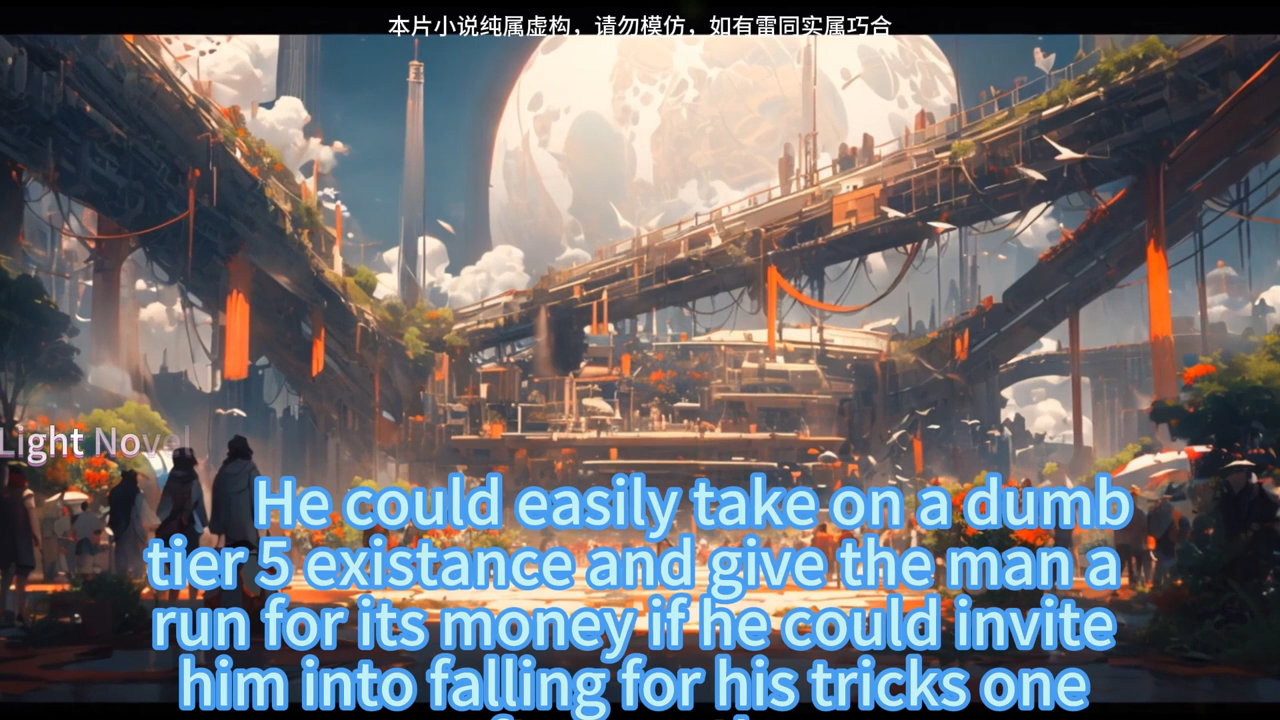 本片小说纯属虚构，请勿模仿，如有雷同实属巧合
Light Novel
He could easily take on a dumb
tier 5 existance and give the man a
run for its money if he could invite
him into falling for his tricks one